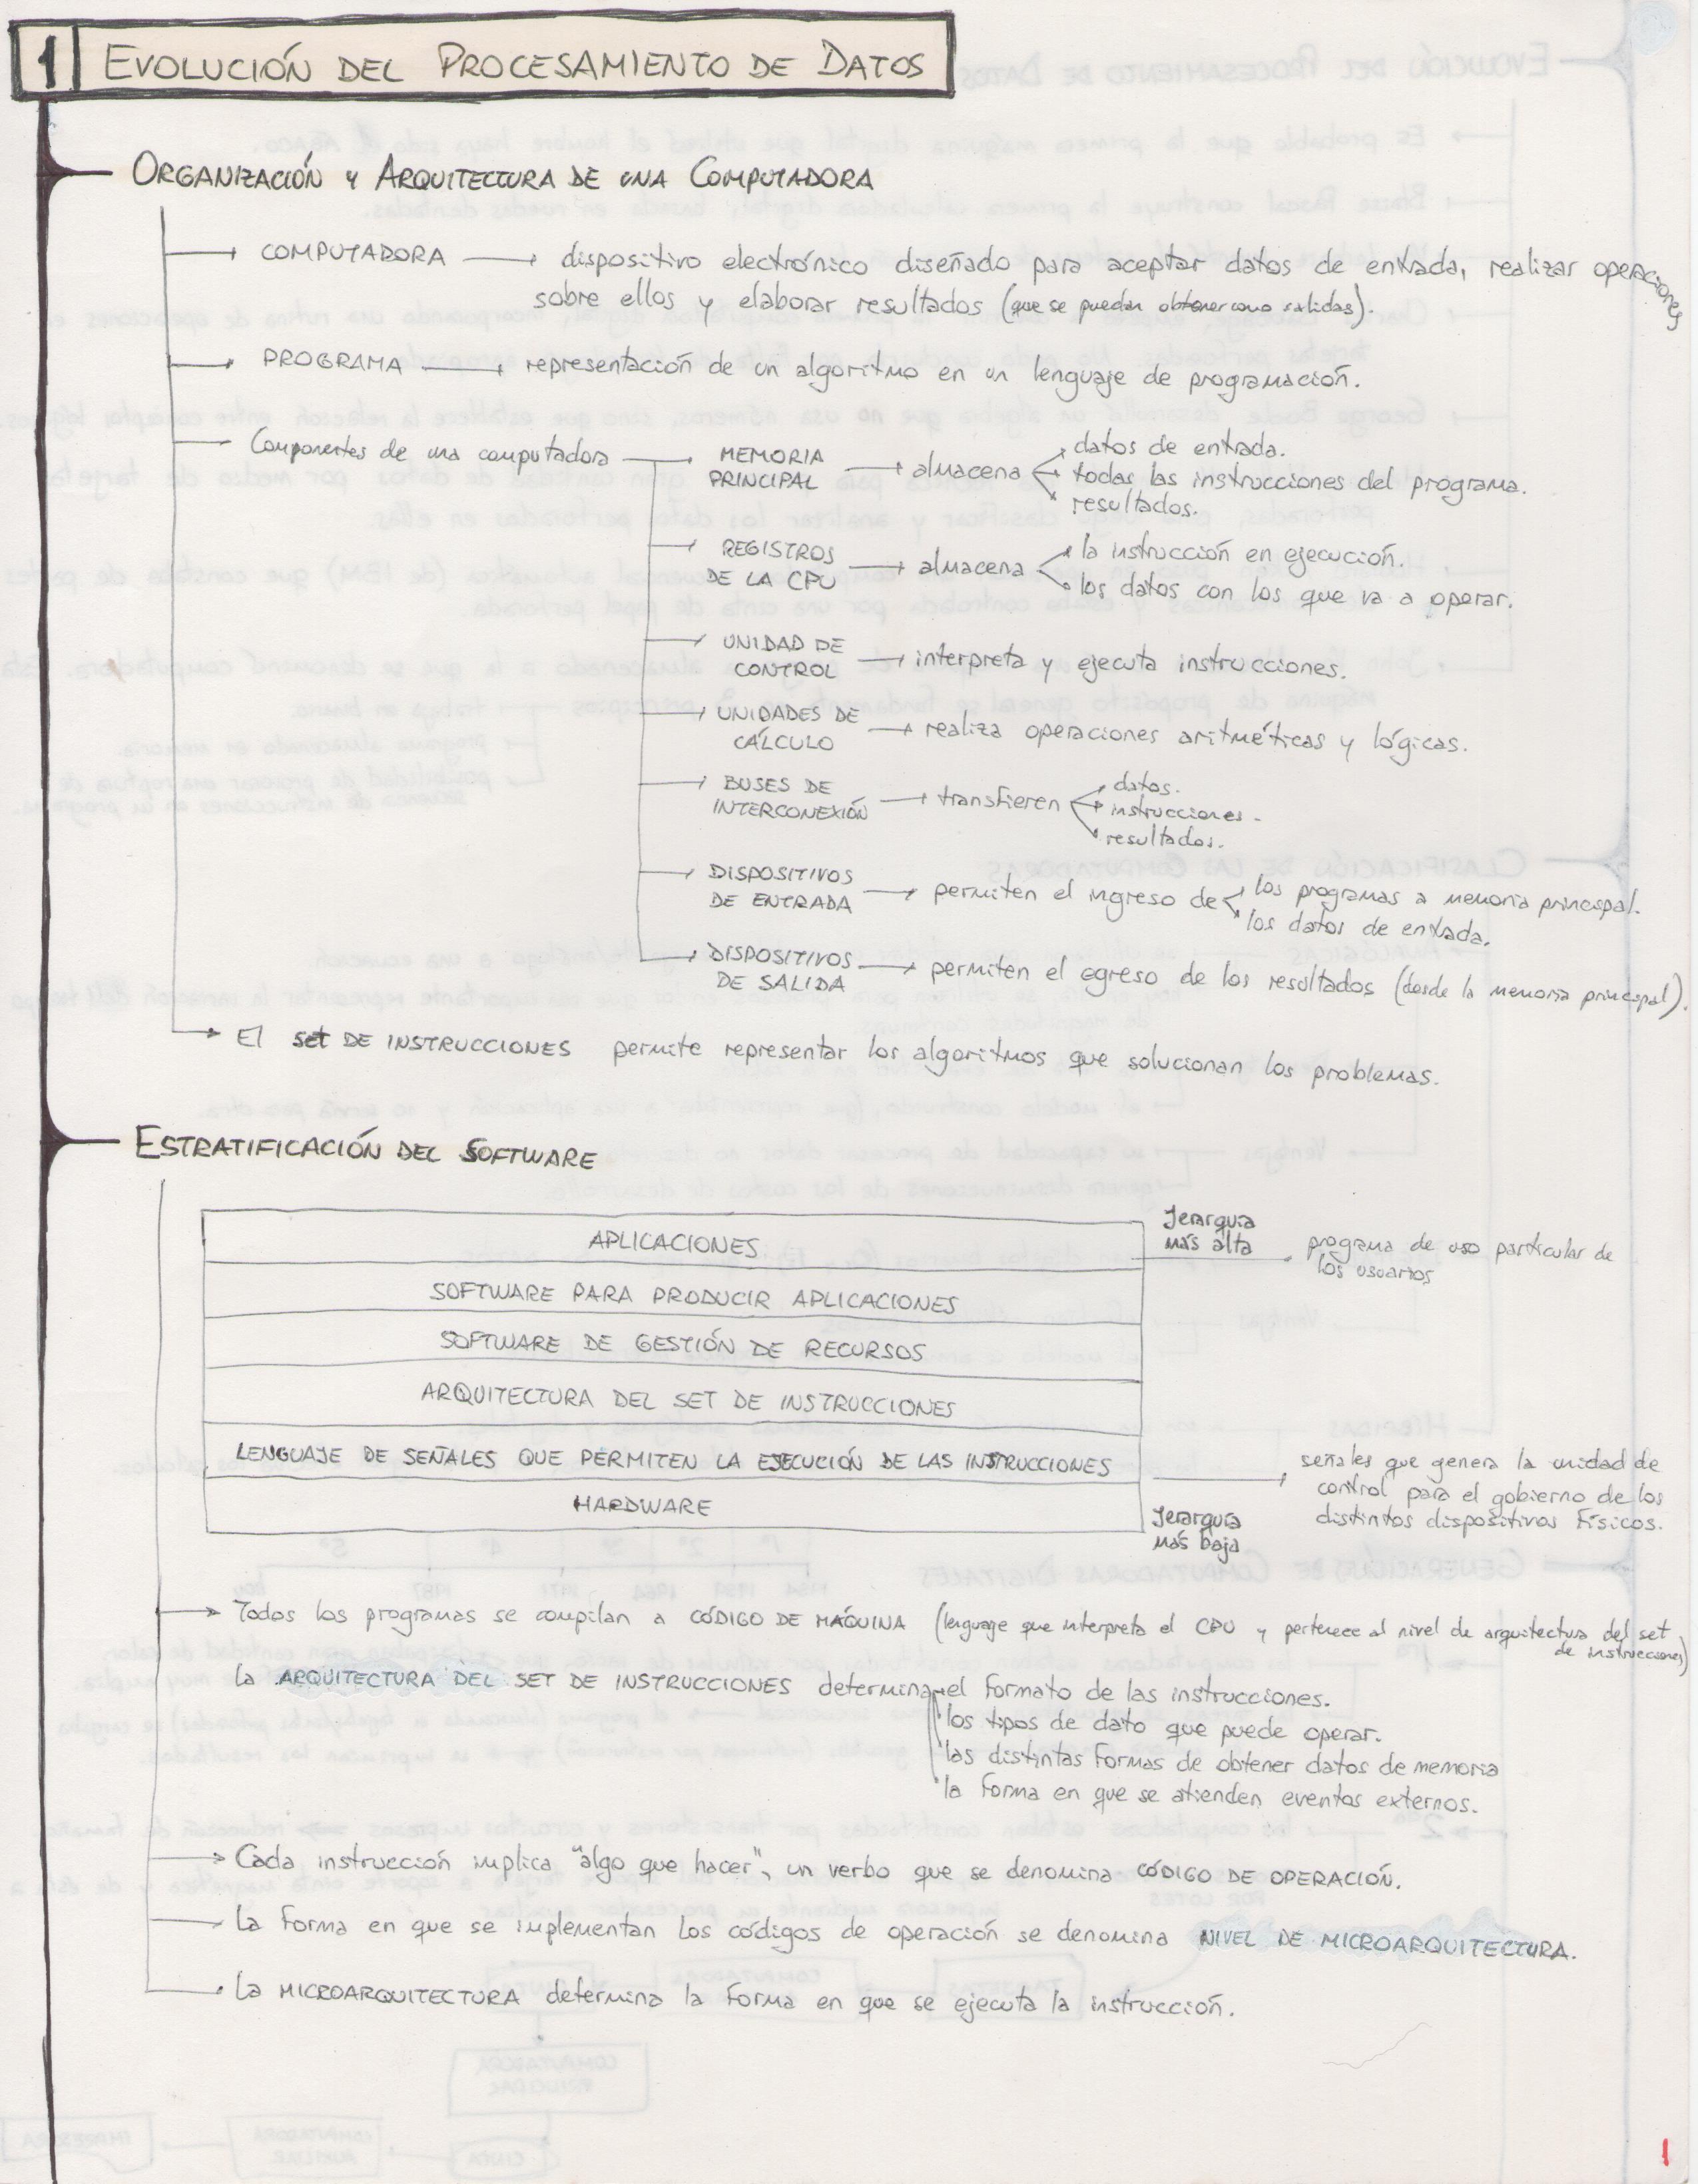 1 EVOLUCIÓN DEL PROCESAMIENTO DE DATOS
ORGANIZACIÓN Y ARQUITECTURA DE UNA COMPUTADORA
COMPUTADORA → dispositivo electrónico diseñado para aceptar datos de entrada, realizar operaciones
sobre ellos y elaborar resultados (que se puedan obtener como salidas).
PROGRAMA → representación de un algoritmo en un lenguaje de programación.
Componentes de una computadora
MEMORIA PRINCIPAL → almacena
datos de entrada.
todas las instrucciones del programa.
resultados.
REGISTROS DE LA CPU → almacena
la instrucción en ejecución.
los datos con los que va a operar.
UNIDAD DE CONTROL → interpreta y ejecuta instrucciones.
UNIDADES DE CÁLCULO → realiza operaciones aritméticas y lógicas.
BUSES DE INTERCONEXIÓN → transfieren
datos.
instrucciones.
resultados.
DISPOSITIVOS DE ENTRADA → permiten el ingreso de
los programas a memoria principal.
los datos de entrada.
DISPOSITIVOS DE SALIDA → permiten el egreso de los resultados (desde la memoria principal).
El SET DE INSTRUCCIONES permite representar los algoritmos que solucionan los problemas.
ESTRATIFICACIÓN DEL SOFTWARE
APLICACIONES
Jerarquia
más alta
programa de uso particular de
los usuarios
SOFTWARE PARA PRODUCIR APLICACIONES
SOFTWARE DE GESTIÓN DE RECURSOS
ARQUITECTURA DEL SET DE INSTRUCCIONES
LENGUAJE DE SEÑALES QUE PERMITEN LA EJECUCIÓN DE LAS INSTRUCCIONES
señales que genera la unidad de
control para el gobierno de los
distintos dispositivos físicos.
HARDWARE
Jerarquia
más baja
Todos los programas se compilan a CÓDIGO DE MÁQUINA (lenguaje que interpreta el CPU y pertenece al nivel de arquitectura del set
de instrucciones)
La ARQUITECTURA DEL SET DE INSTRUCCIONES determina
el formato de las instrucciones.
los tipos de dato que puede operar.
las distintas formas de obtener datos de memoria
la forma en que se atienden eventos externos.
Cada instrucción implica "algo que hacer", un verbo que se denomina CÓDIGO DE OPERACIÓN.
La forma en que se implementan los códigos de operación se denomina NIVEL DE MICROARQUITECTURA.
La MICROARQUITECTURA determina la forma en que se ejecuta la instrucción.
1